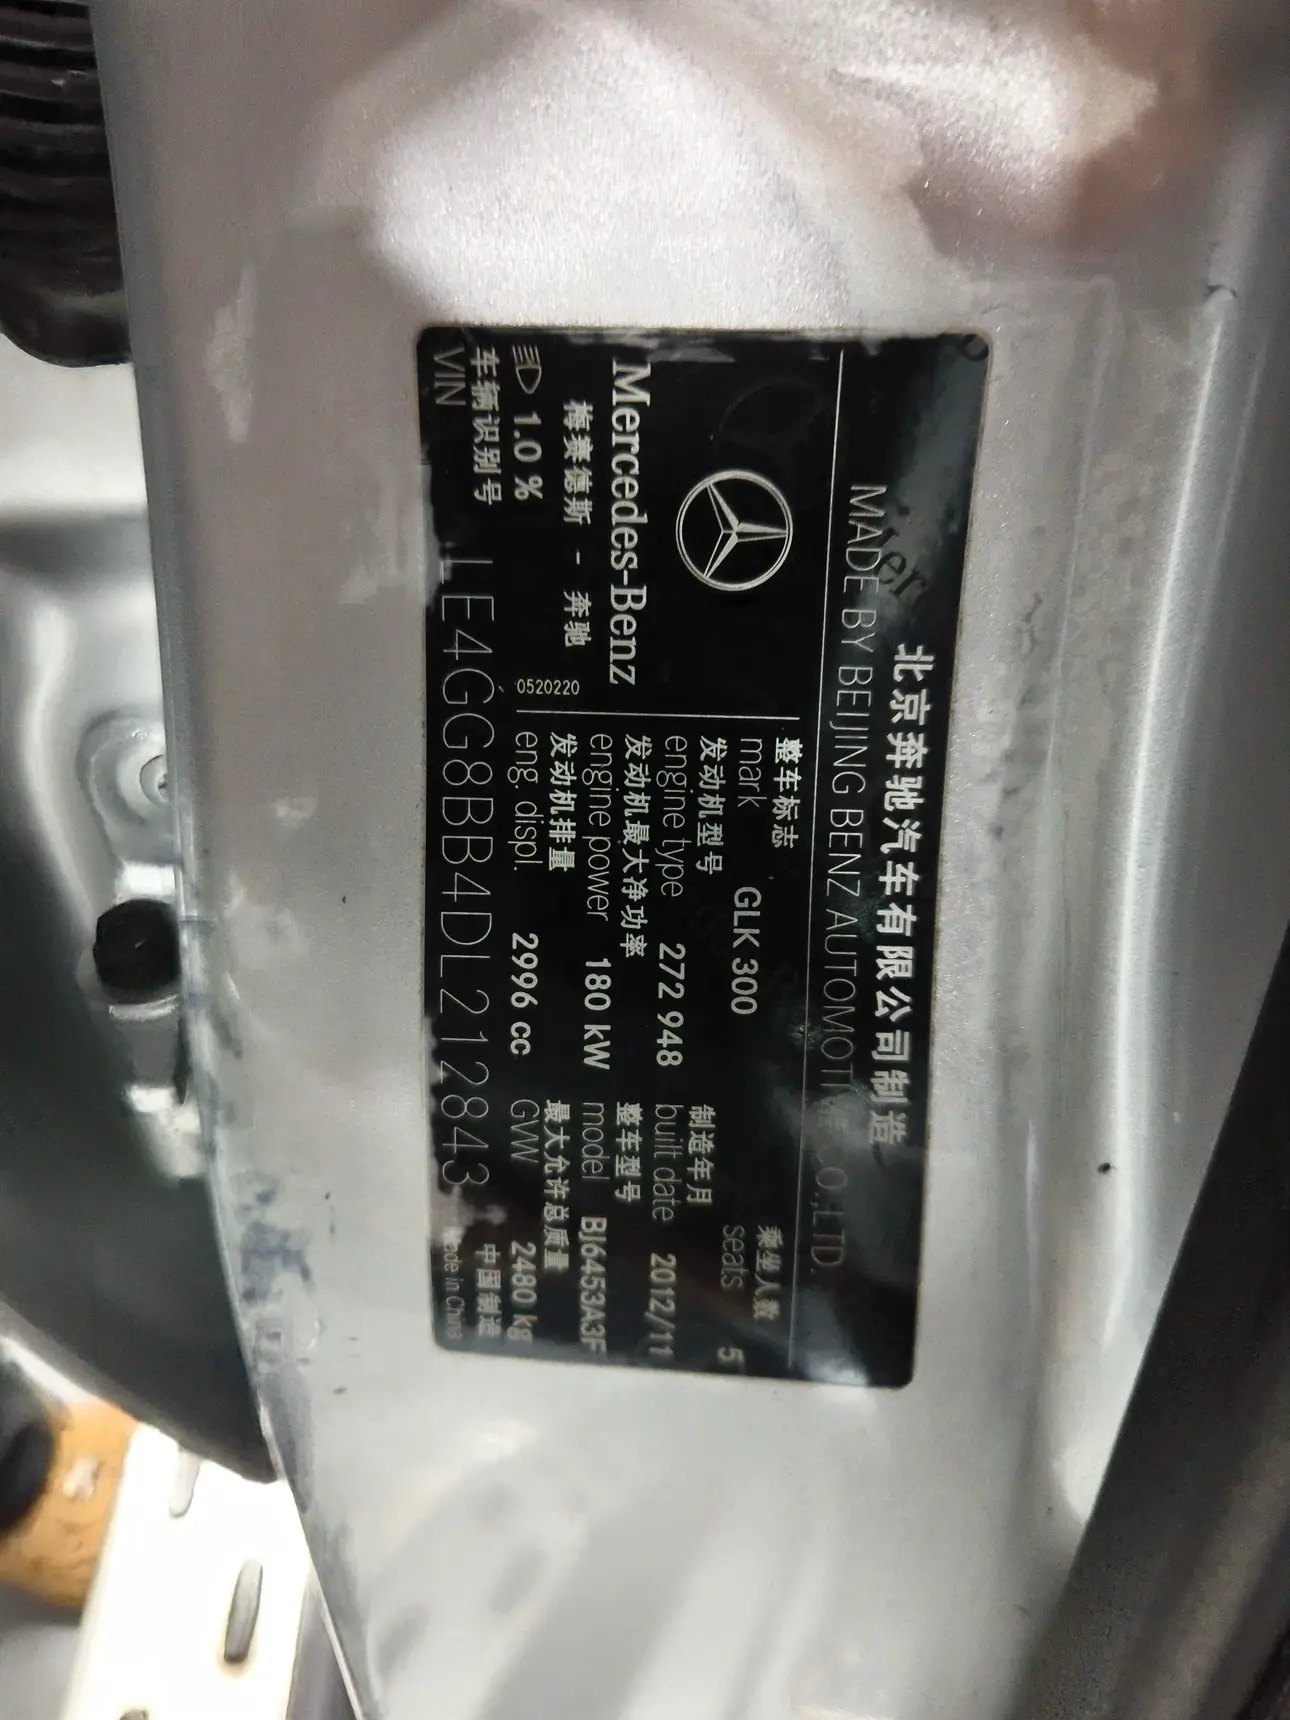 北京奔驰汽车有限公司制造
MADE BY BEIJING BENZ AUTOMOTIVE CO.,LTD.
Mercedes-Benz
梅赛德斯 - 奔驰
1.0 %
0520220
整车标志
mark GLK 300
乘坐人数
seats 5
发动机型号
engine type 272 948
制造年月
built date 2012/11
发动机最大净功率
engine power 180 kW
整车型号
model BJ6453A3F
发动机排量
eng. displ. 2996 cc
最大允许总质量
GVW 2480 kg
车辆识别号
VIN LE4GG8BB4DL212843
中国制造
Made in China